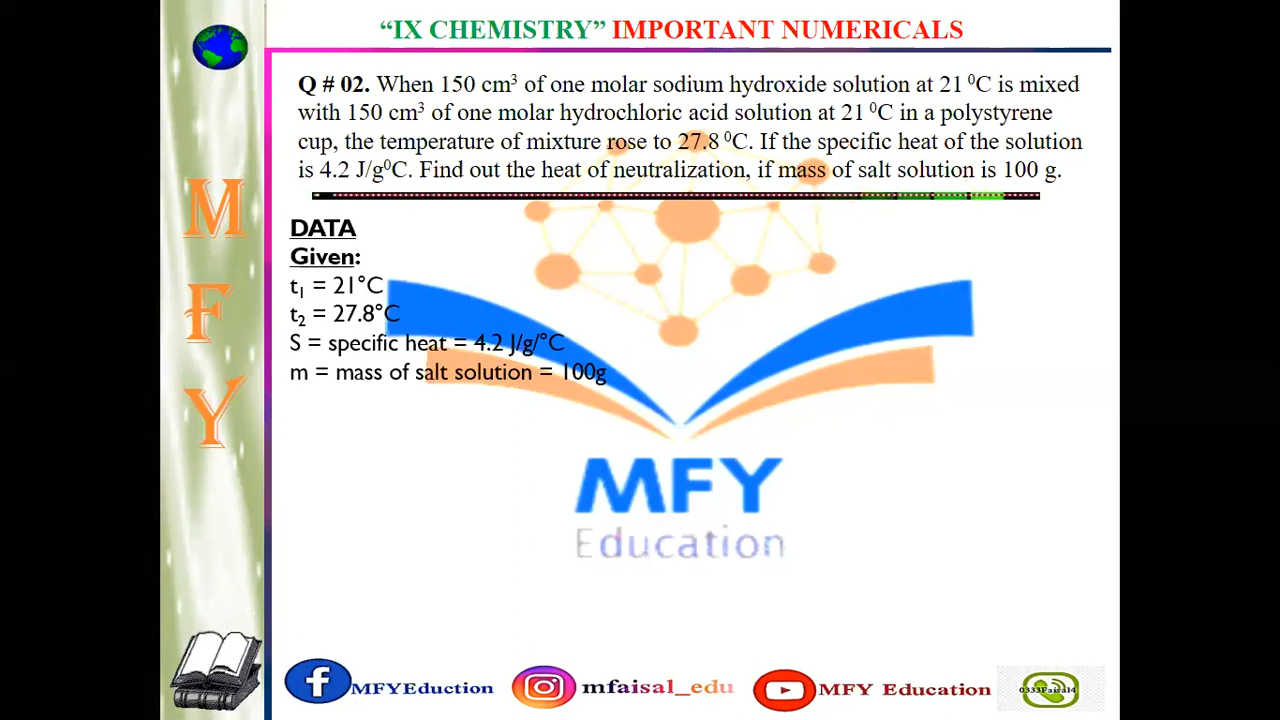 “IX CHEMISTRY” IMPORTANT NUMERICALS
Q # 02. When 150 cm³ of one molar sodium hydroxide solution at 21 ⁰C is mixed
with 150 cm³ of one molar hydrochloric acid solution at 21 ⁰C in a polystyrene
cup, the temperature of mixture rose to 27.8 ⁰C. If the specific heat of the solution
is 4.2 J/g⁰C. Find out the heat of neutralization, if mass of salt solution is 100 g.
DATA
Given:
t₁ = 21°C
t₂ = 27.8°C
S = specific heat = 4.2 J/g/°C
m = mass of salt solution = 100g
M
F
Y
MFY
Education
MFYEduction
mfaisal_edu
MFY Education
0333Faisal4